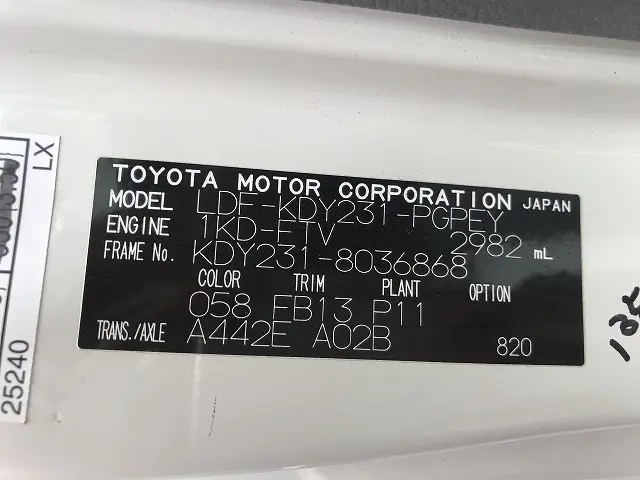 TOYOTA MOTOR CORPORATION JAPAN
MODEL LDF-KDY231-PGPEY
ENGINE 1KD-FTV 2982 mL
FRAME No. KDY231-8036868
COLOR TRIM PLANT OPTION
058 FB13 P11
TRANS./AXLE A442E A02B 820
LX
25240